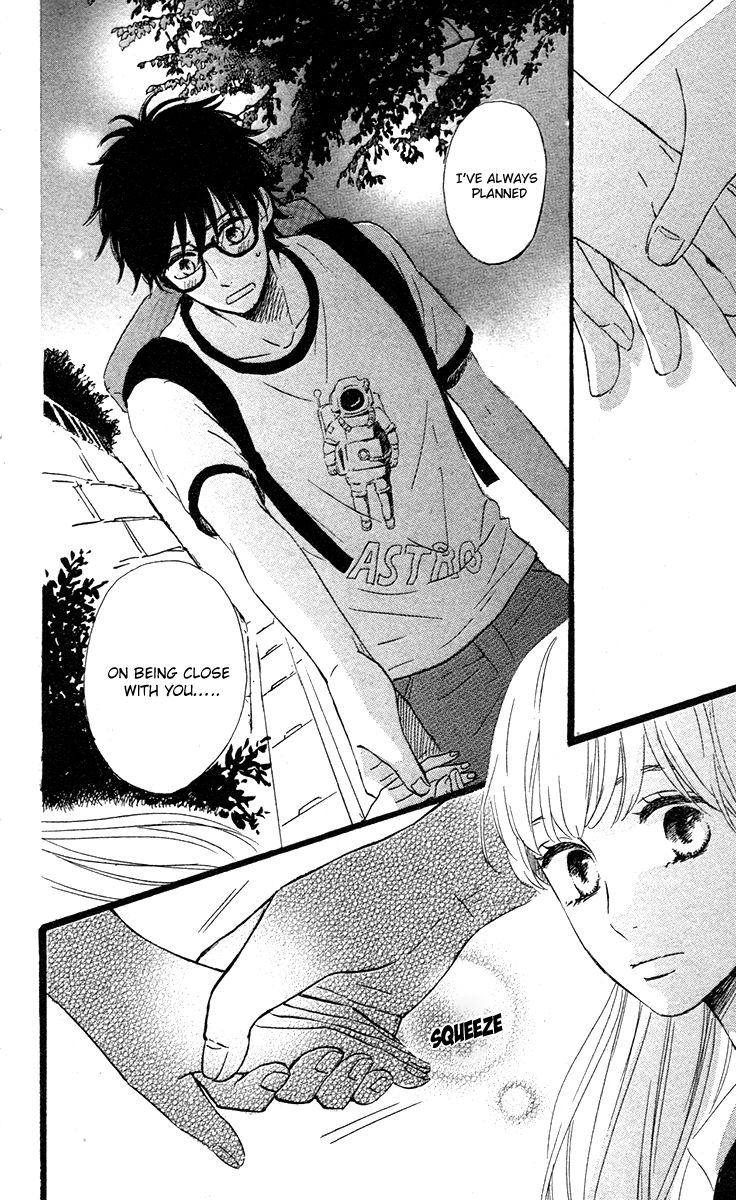 I'VE ALWAYS
PLANNED
ASTRO
ON BEING CLOSE
WITH YOU.....
SQUEEZE